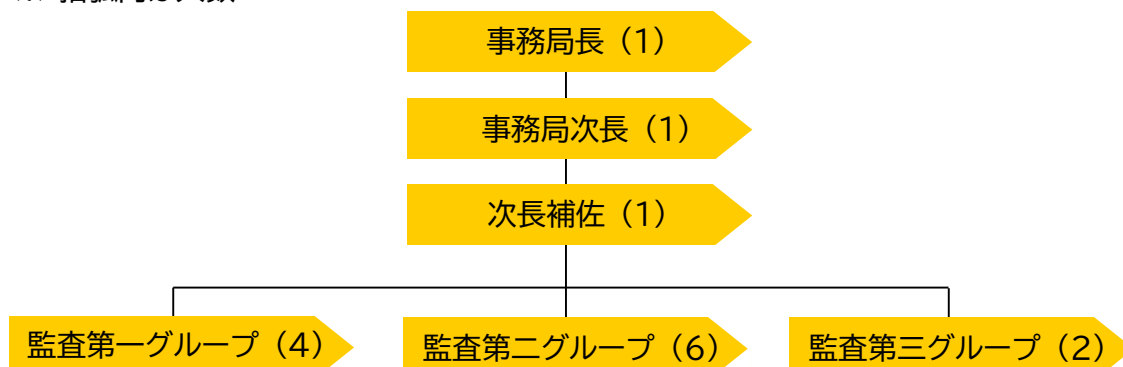 事務局長（1）
事務局次長（1）
次長補佐（1）
監査第一グループ（4）
監査第二グループ（6）
監査第三グループ（2）